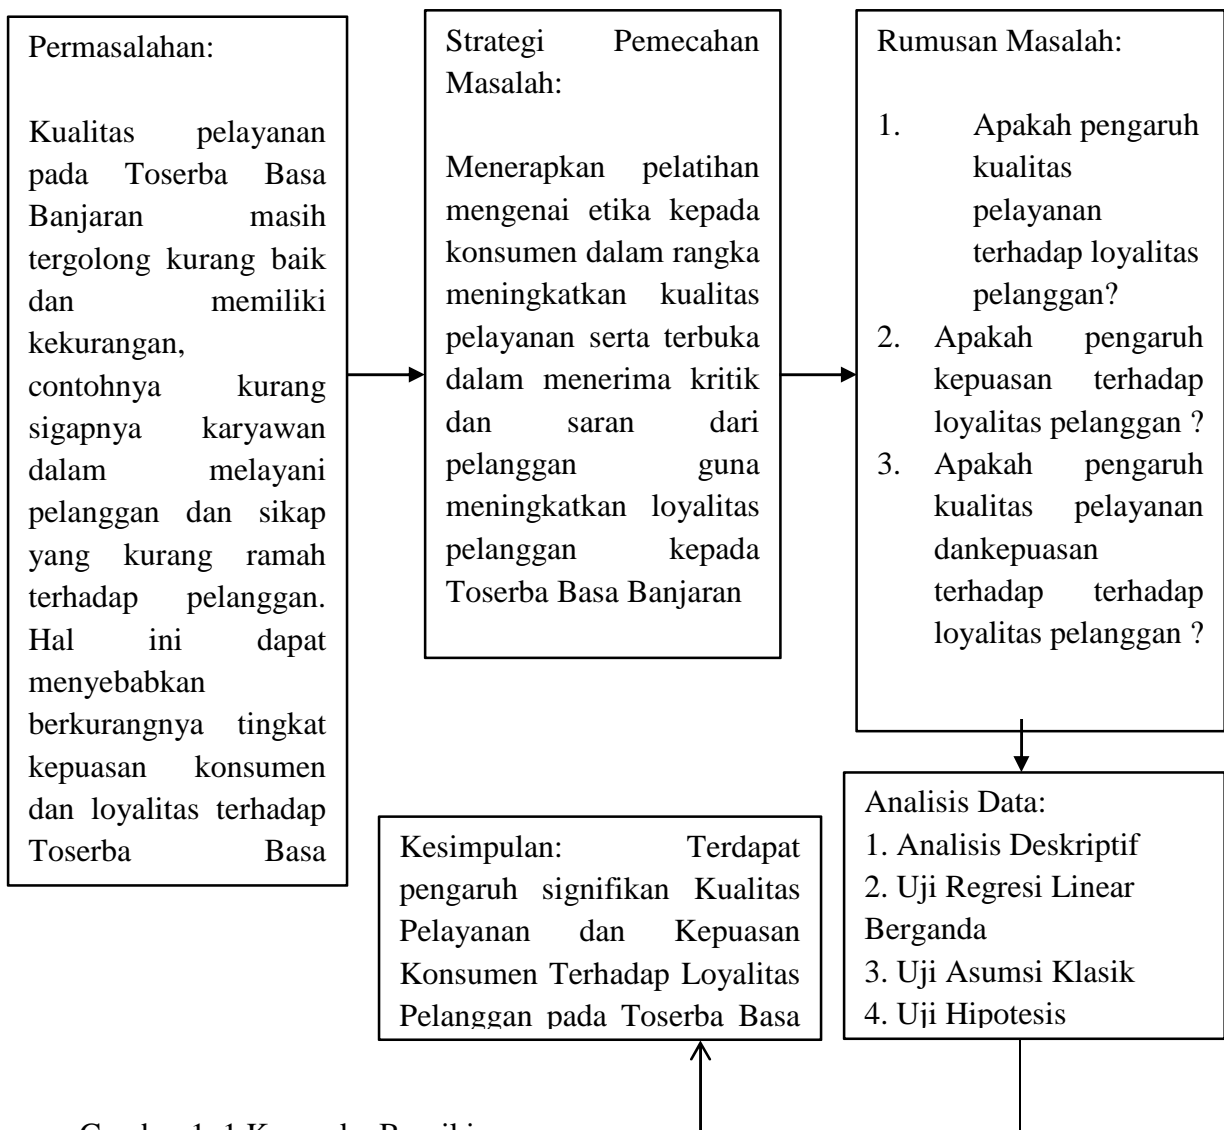 Permasalahan:
Kualitas pelayanan
pada Toserba Basa
Banjaran masih
tergolong kurang baik
dan memiliki
kekurangan,
contohnya kurang
sigapnya karyawan
dalam melayani
pelanggan dan sikap
yang kurang ramah
terhadap pelanggan.
Hal ini dapat
menyebabkan
berkurangnya tingkat
kepuasan konsumen
dan loyalitas terhadap
Toserba Basa
Strategi Pemecahan
Masalah:
Menerapkan pelatihan
mengenai etika kepada
konsumen dalam rangka
meningkatkan kualitas
pelayanan serta terbuka
dalam menerima kritik
dan saran dari
pelanggan guna
meningkatkan loyalitas
pelanggan kepada
Toserba Basa Banjaran
Rumusan Masalah:
1. Apakah pengaruh
kualitas
pelayanan
terhadap loyalitas
pelanggan?
2. Apakah pengaruh
kepuasan terhadap
loyalitas pelanggan ?
3. Apakah pengaruh
kualitas pelayanan
dankepuasan
terhadap terhadap
loyalitas pelanggan ?
Analisis Data:
1. Analisis Deskriptif
2. Uji Regresi Linear
Berganda
3. Uji Asumsi Klasik
4. Uji Hipotesis
Kesimpulan: Terdapat
pengaruh signifikan Kualitas
Pelayanan dan Kepuasan
Konsumen Terhadap Loyalitas
Pelanggan pada Toserba Basa